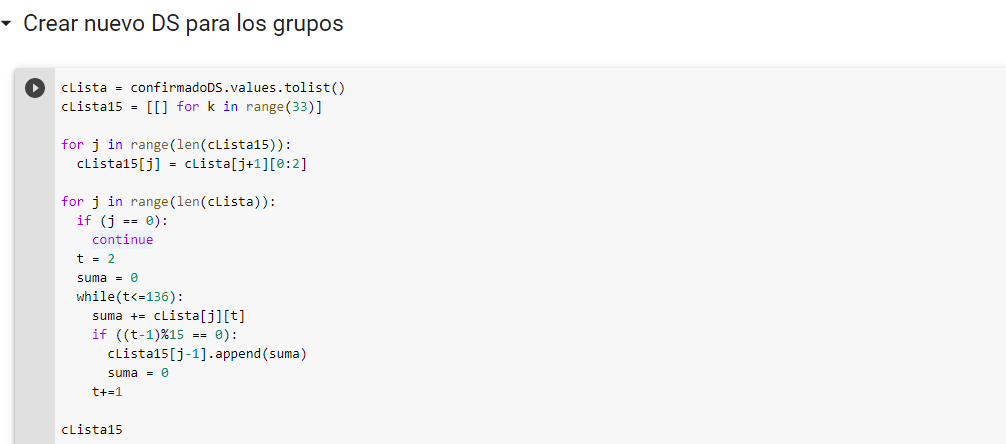 Crear nuevo DS para los grupos
cLista = confirmadoDS.values.tolist()
cLista15 = [[] for k in range(33)]
for j in range(len(cLista15)):
  cLista15[j] = cLista[j+1][0:2]
for j in range(len(cLista)):
  if (j == 0):
    continue
  t = 2
  suma = 0
  while(t<=136):
    suma += cLista[j][t]
    if ((t-1)%15 == 0):
      cLista15[j-1].append(suma)
      suma = 0
    t+=1
cLista15